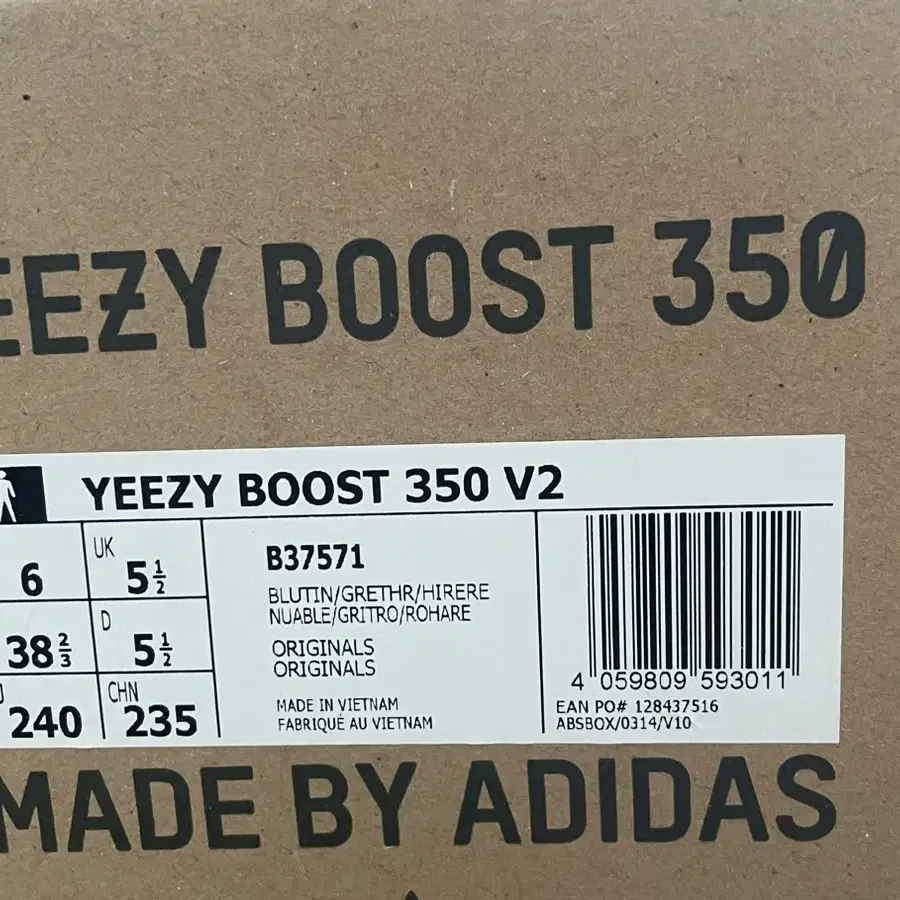 EEZY BOOST 350
YEEZY BOOST 350 V2
6
UK
5½
38⅔
D
5½
J
240
CHN
235
B37571
BLUTIN/GRETHR/HIRERE
NUABLE/GRITRO/ROHARE
ORIGINALS
ORIGINALS
MADE IN VIETNAM
FABRIQUÉ AU VIETNAM
4 059809 593011
EAN PO# 128437516
ABSBOX/0314/V10
MADE BY ADIDAS